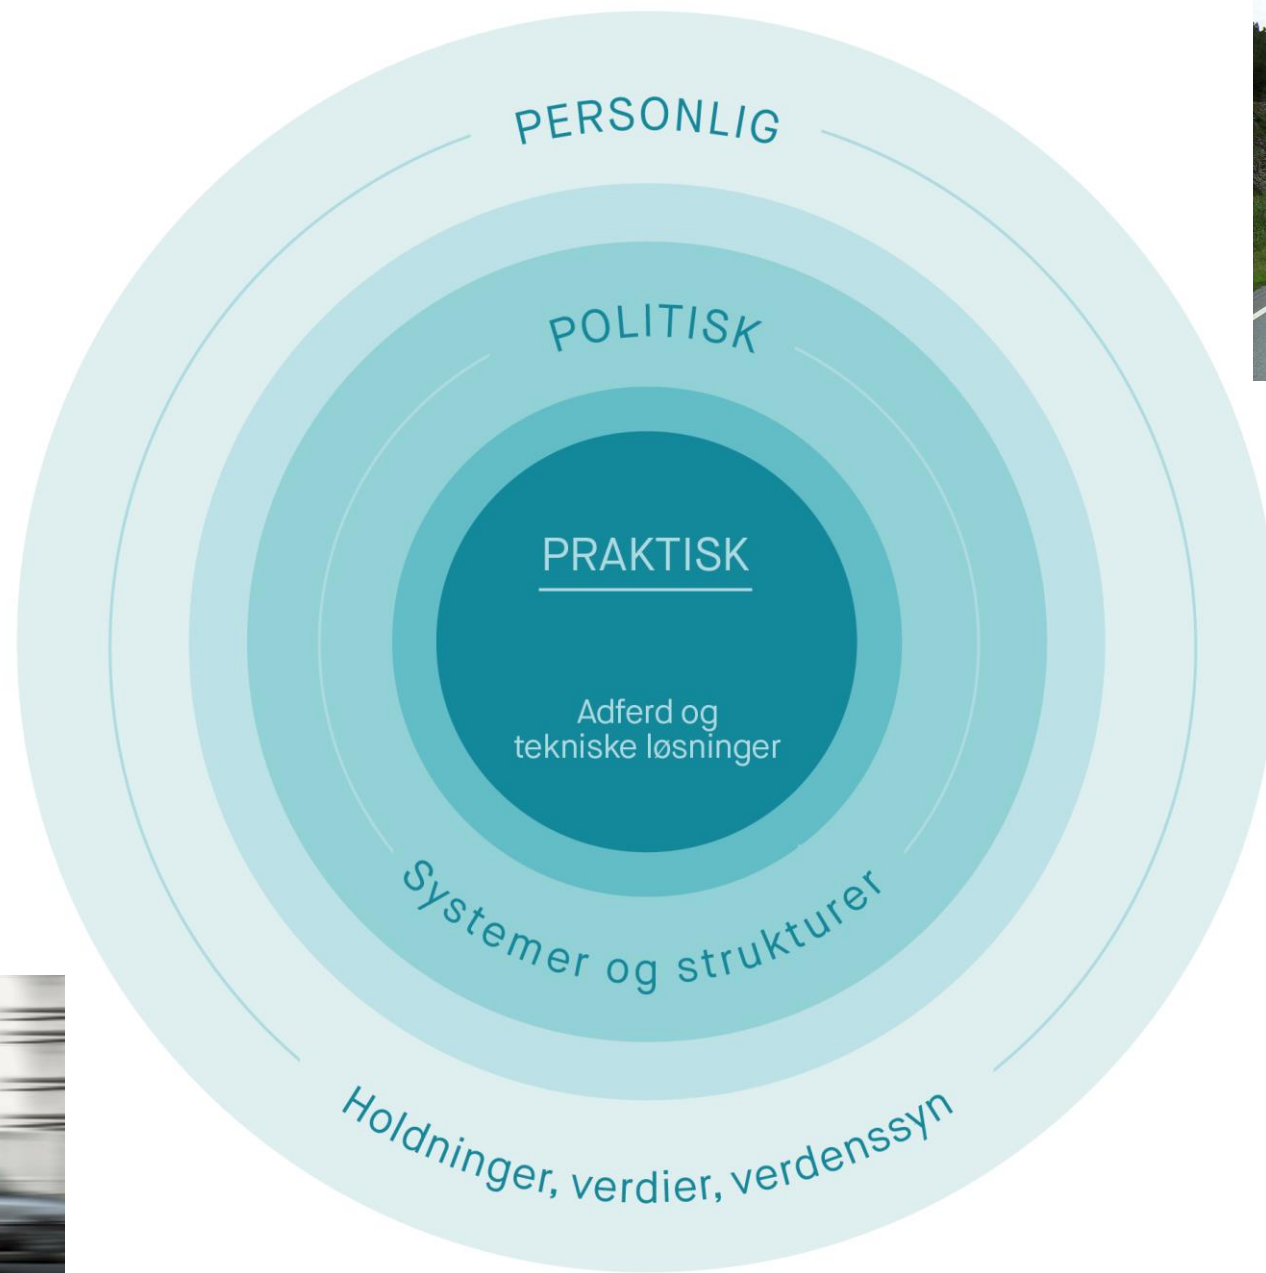 PERSONLIG
POLITISK
PRAKTISK
Adferd og
tekniske løsninger
Systemer og strukturer
Holdninger, verdier, verdenssyn